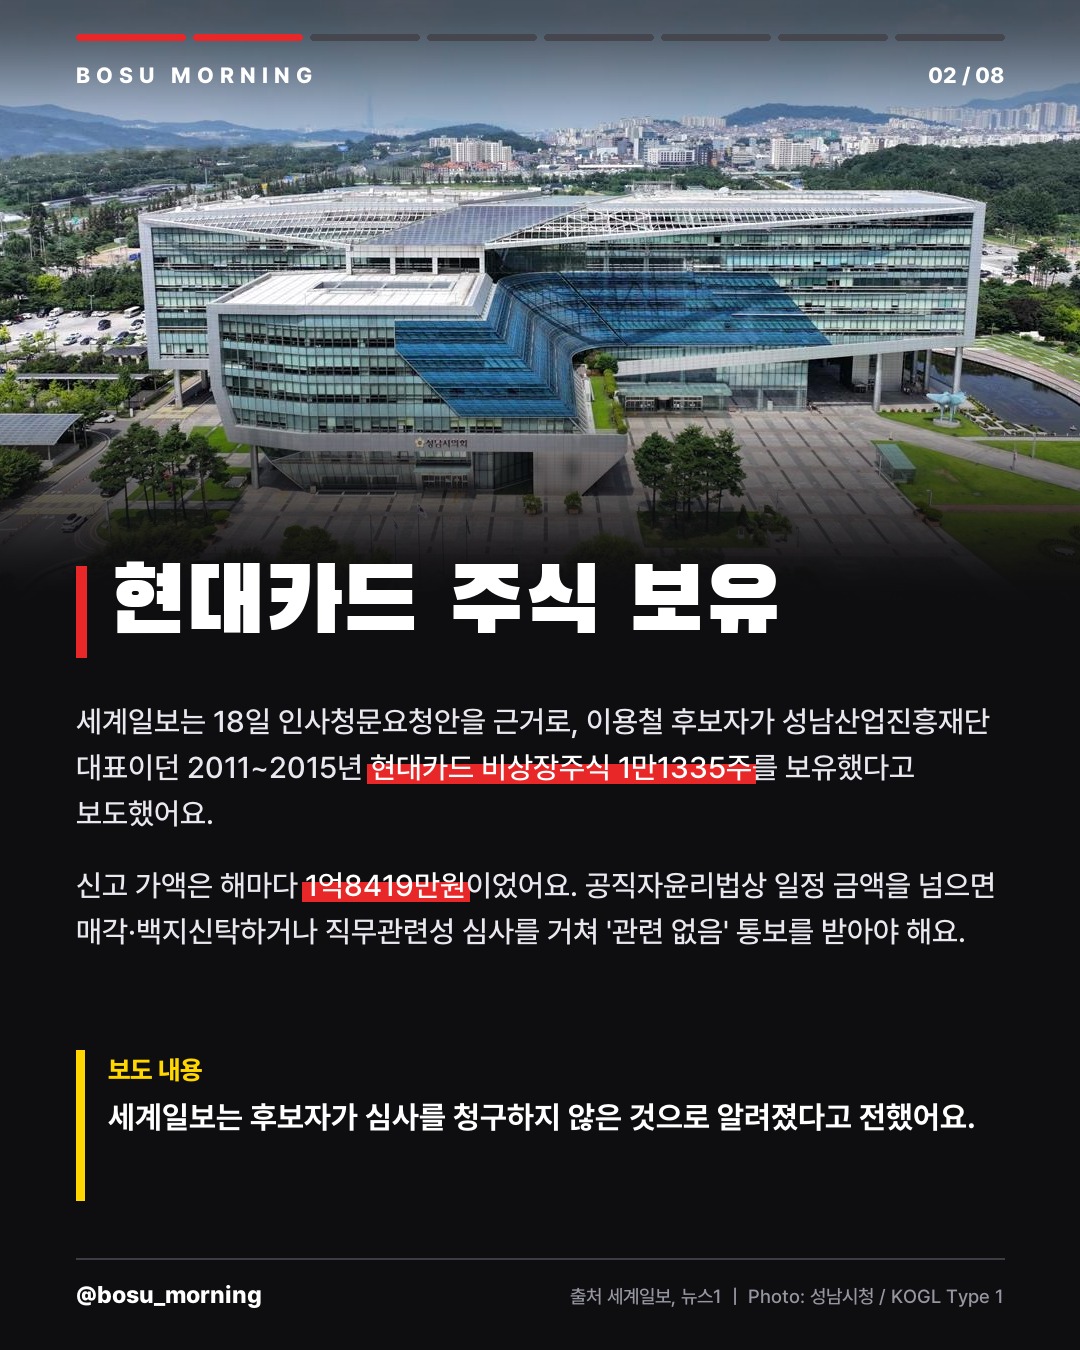 BOSU MORNING
02 / 08
성남시의회
현대카드 주식 보유
세계일보는 18일 인사청문요청안을 근거로, 이용철 후보자가 성남산업진흥재단
대표이던 2011~2015년 현대카드 비상장주식 1만1335주를 보유했다고
보도했어요.
신고 가액은 해마다 1억8419만원이었어요. 공직자윤리법상 일정 금액을 넘으면
매각·백지신탁하거나 직무관련성 심사를 거쳐 '관련 없음' 통보를 받아야 해요.
보도 내용
세계일보는 후보자가 심사를 청구하지 않은 것으로 알려졌다고 전했어요.
@bosu_morning
출처 세계일보, 뉴스1 | Photo: 성남시청 / KOGL Type 1